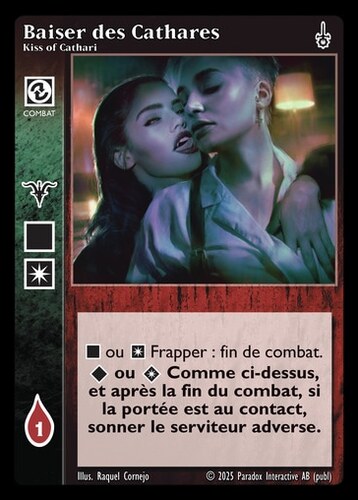 Baiser des Cathares
Kiss of Cathari
COMBAT
ou Frapper : fin de combat.
ou Comme ci-dessus,
et après la fin du combat, si
la portée est au contact,
sonner le serviteur adverse.
1
Illus. Raquel Cornejo © 2025 Paradox Interactive AB (publ)